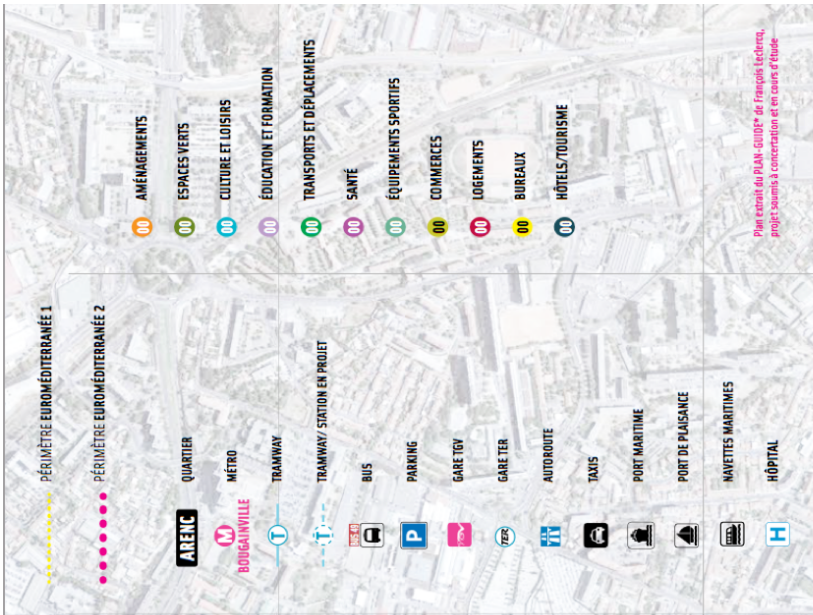 PÉRIMÈTRE EUROMÉDITERRANÉE 1
PÉRIMÈTRE EUROMÉDITERRANÉE 2
ARENC QUARTIER
M BOUGAINVILLE MÉTRO
T TRAMWAY
T TRAMWAY/ STATION EN PROJET
BUS 49 BUS
P PARKING
TGV GARE TGV
TER GARE TER
AUTOROUTE
TAXIS
PORT MARITIME
PORT DE PLAISANCE
NAVETTES MARITIMES
H HÔPITAL
00 AMÉNAGEMENTS
00 ESPACES VERTS
00 CULTURE ET LOISIRS
00 ÉDUCATION ET FORMATION
00 TRANSPORTS ET DÉPLACEMENTS
00 SANTÉ
00 ÉQUIPEMENTS SPORTIFS
00 COMMERCES
00 LOGEMENTS
00 BUREAUX
00 HÔTELS/TOURISME
Plan extrait du PLAN-GUIDE* de François Leclercq,
projet soumis à concertation et en cours d'étude